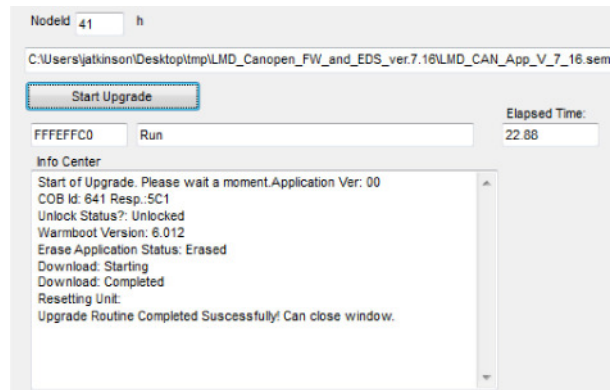 NodeId 41 h
C:\Users\jatkinson\Desktop\tmp\LMD_Canopen_FW_and_EDS_ver.7.16\LMD_CAN_App_V_7_16.sem
Start Upgrade
Elapsed Time:
FFFEFFC0 Run 22.88
Info Center
Start of Upgrade. Please wait a moment.Application Ver: 00
COB Id: 641 Resp.:5C1
Unlock Status?: Unlocked
Warmboot Version: 6.012
Erase Application Status: Erased
Download: Starting
Download: Completed
Resetting Unit:
Upgrade Routine Completed Suscessfully! Can close window.